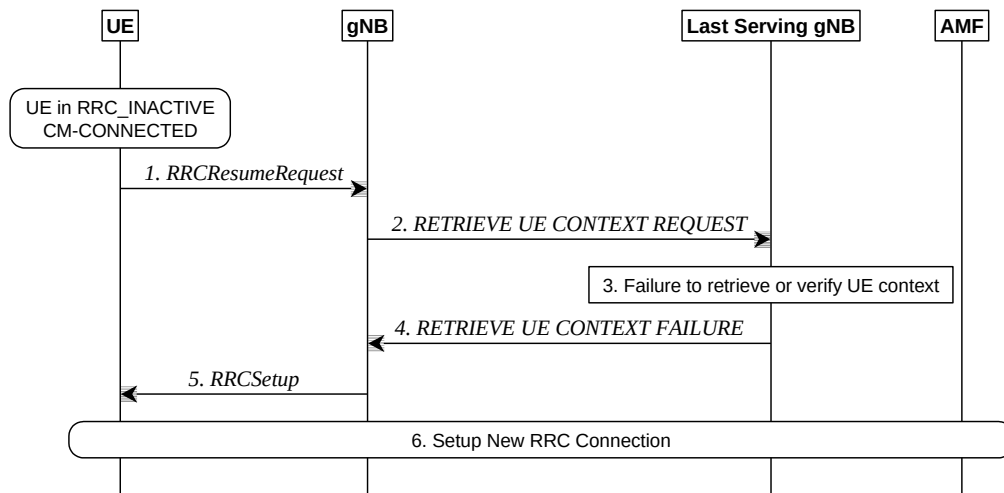 UE
gNB
Last Serving gNB
AMF
UE in RRC_INACTIVE
CM-CONNECTED
1. RRCResumeRequest
2. RETRIEVE UE CONTEXT REQUEST
3. Failure to retrieve or verify UE context
4. RETRIEVE UE CONTEXT FAILURE
5. RRCSetup
6. Setup New RRC Connection